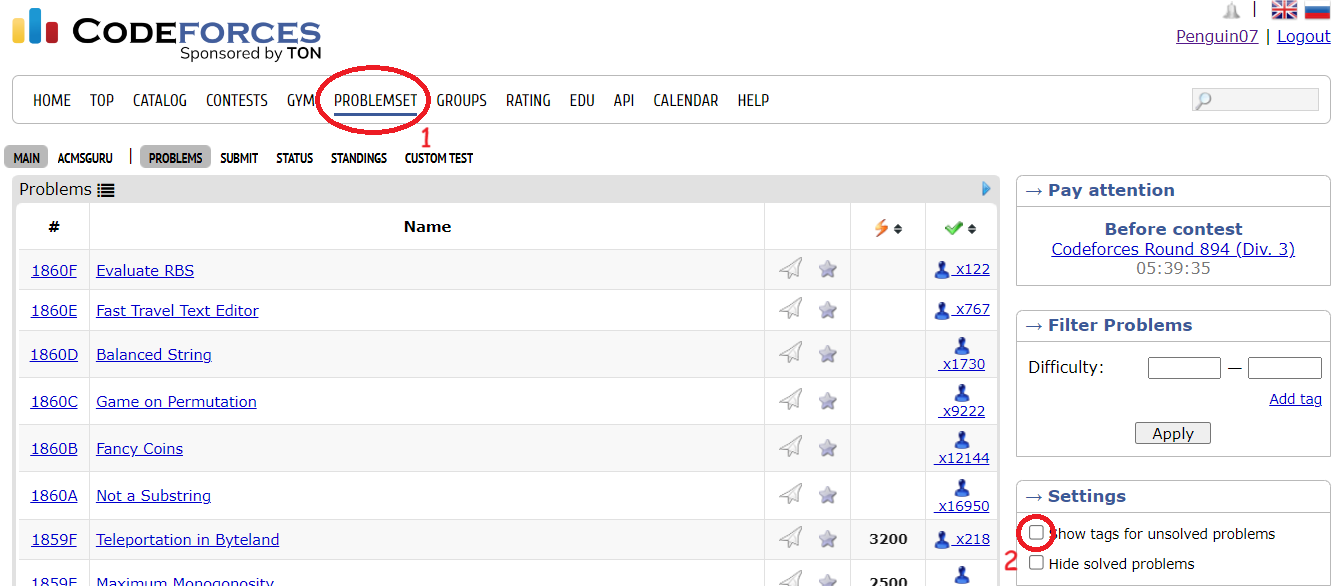 CODEFORCES
Sponsored by TON
Penguin07 | Logout
HOME TOP CATALOG CONTESTS GYM PROBLEMSET GROUPS RATING EDU API CALENDAR HELP
1
MAIN ACMSGURU | PROBLEMS SUBMIT STATUS STANDINGS CUSTOM TEST
Problems
# Name
1860F Evaluate RBS x122
1860E Fast Travel Text Editor x767
1860D Balanced String x1730
1860C Game on Permutation x9222
1860B Fancy Coins x12144
1860A Not a Substring x16950
1859F Teleportation in Byteland 3200 x218
1859E Maximum Monogonosity 2500
→ Pay attention
Before contest
Codeforces Round 894 (Div. 3)
05:39:35
→ Filter Problems
Difficulty: —
Add tag
Apply
→ Settings
Show tags for unsolved problems
2
Hide solved problems